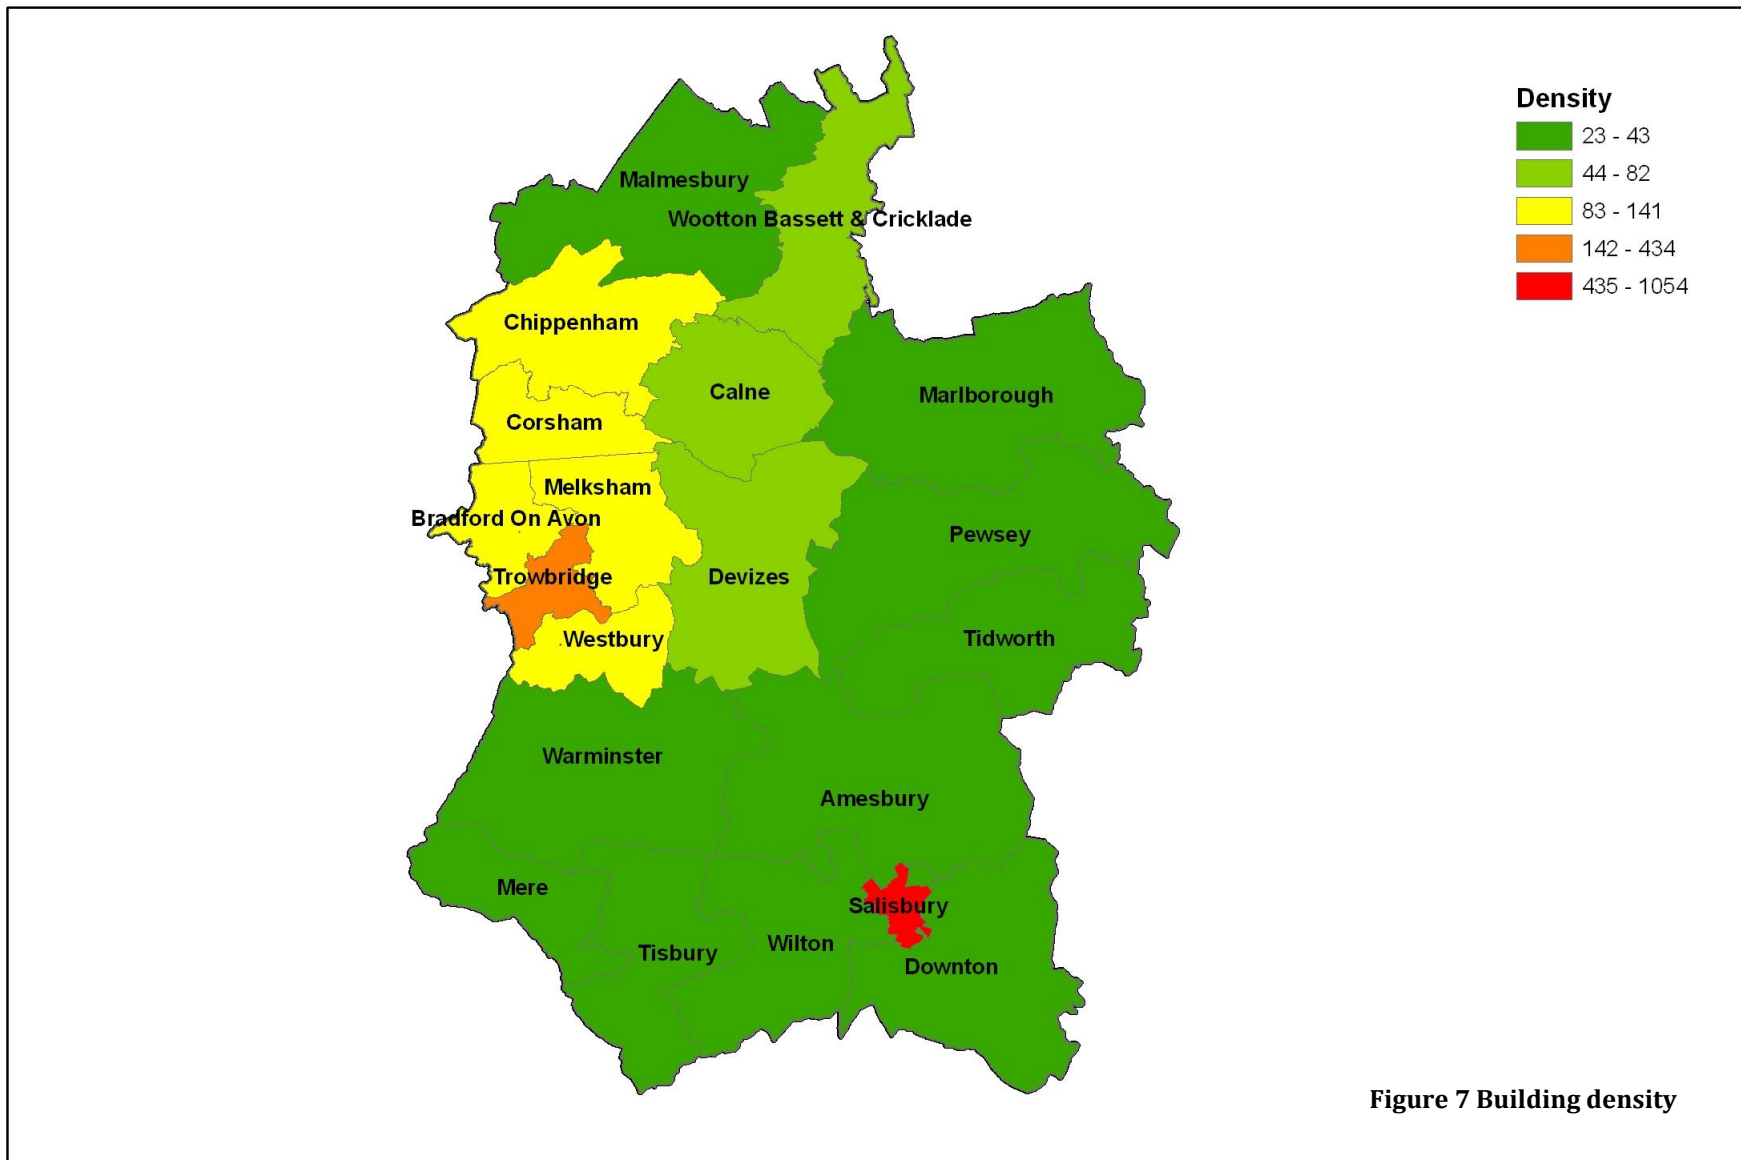 Density
23 - 43
44 - 82
83 - 141
142 - 434
435 - 1054
Malmesbury
Wootton Bassett & Cricklade
Chippenham
Calne
Marlborough
Corsham
Melksham
Bradford On Avon
Pewsey
Trowbridge
Devizes
Westbury
Tidworth
Warminster
Amesbury
Mere
Salisbury
Wilton
Tisbury
Downton
Figure 7 Building density